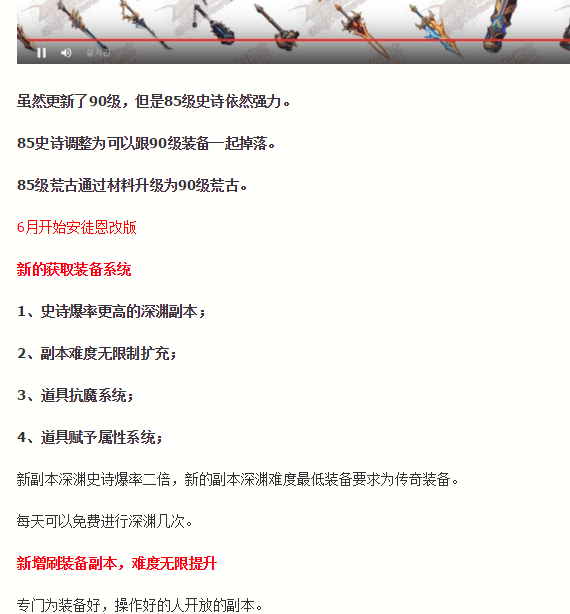 虽然更新了90级，但是85级史诗依然强力。
85史诗调整为可以跟90级装备一起掉落。
85级荒古通过材料升级为90级荒古。
6月开始安徒恩改版
新的获取装备系统
1、史诗爆率更高的深渊副本；
2、副本难度无限制扩充；
3、道具抗魔系统；
4、道具赋予属性系统；
新副本深渊史诗爆率二倍，新的副本深渊难度最低装备要求为传奇装备。
每天可以免费进行深渊几次。
新增刷装备副本，难度无限提升
专门为装备好，操作好的人开放的副本。